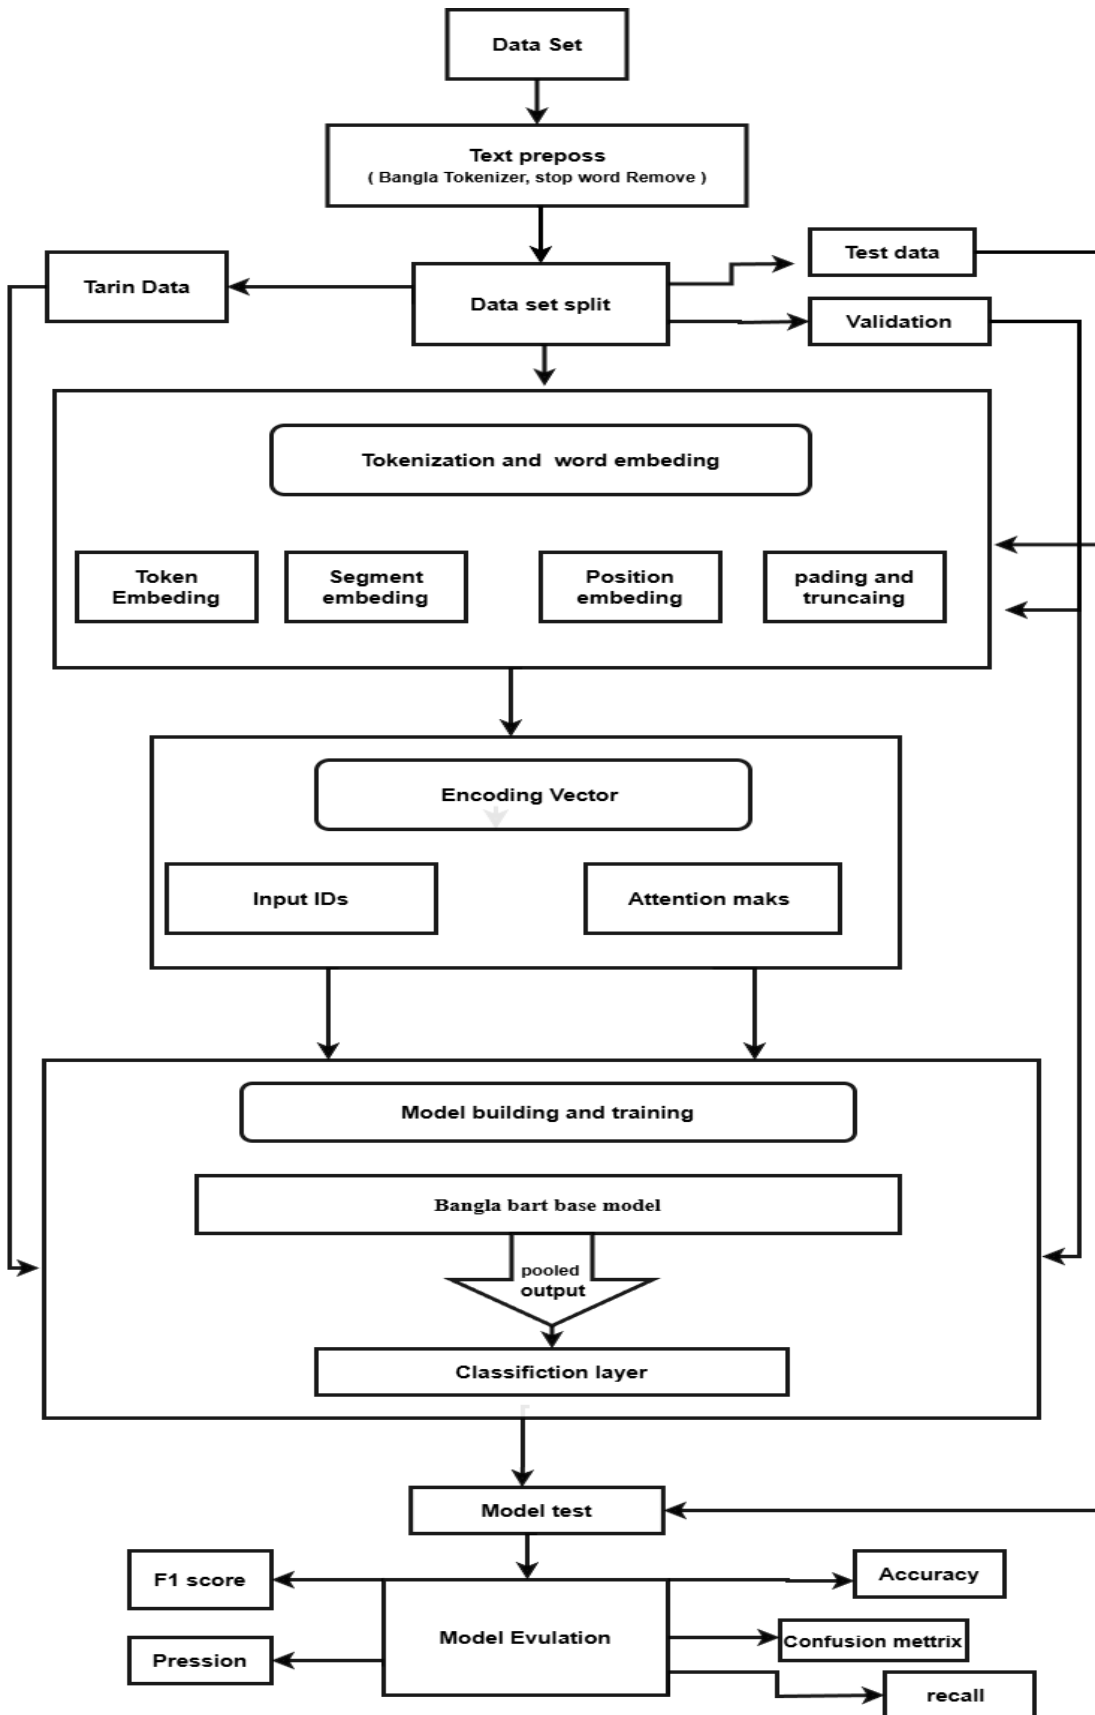 Data Set
Text preposs
( Bangla Tokenizer, stop word Remove )
Test data
Tarin Data
Data set split
Validation
Tokenization and word embeding
Token
Embeding
Segment
embeding
Position
embeding
pading and
truncaing
Encoding Vector
Input IDs
Attention maks
Model building and training
Bangla bart base model
pooled
output
Classifiction layer
Model test
F1 score
Accuracy
Model Evulation
Confusion mettrix
Pression
recall